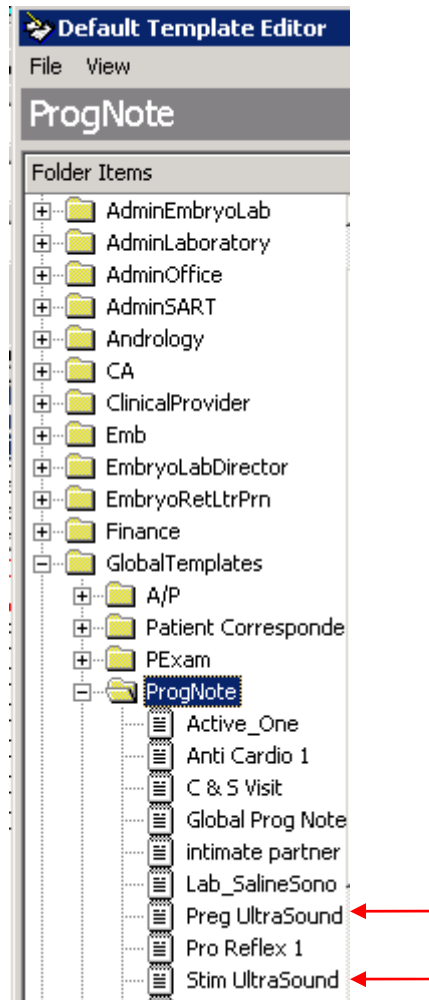 Default Template Editor
File View
ProgNote
Folder Items
AdminEmbryoLab
AdminLaboratory
AdminOffice
AdminSART
Andrology
CA
ClinicalProvider
Emb
EmbryoLabDirector
EmbryoRetLtrPrn
Finance
GlobalTemplates
A/P
Patient Corresponde
PExam
ProgNote
Active_One
Anti Cardio 1
C & S Visit
Global Prog Note
intimate partner
Lab_SalineSono
Preg UltraSound
Pro Reflex 1
Stim UltraSound